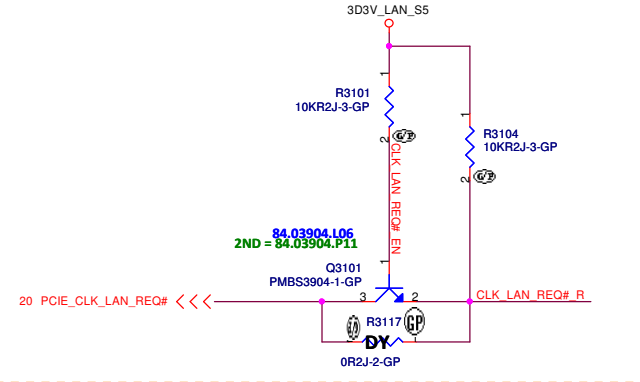 3D3V_LAN_S5
1
R3101
10KR2J-3-GP
2
G/P
1
R3104
10KR2J-3-GP
2
G/P
CLK_LAN_REQ#_EN
84.03904.L06
2ND = 84.03904.P11
1
Q3101
PMBS3904-1-GP
20 PCIE_CLK_LAN_REQ#
3
2
CLK_LAN_REQ#_R
R3117
GP
DY
1
0R2J-2-GP